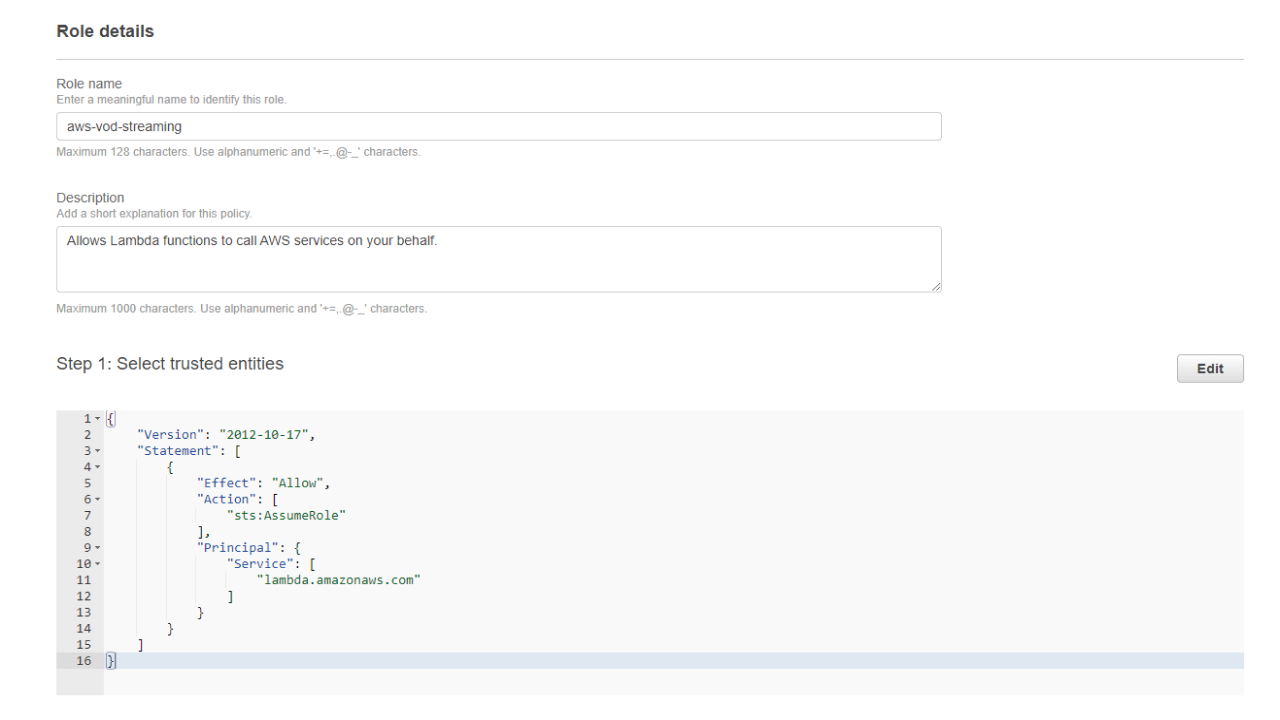 Role details
Role name
Enter a meaningful name to identify this role.
aws-vod-streaming
Maximum 128 characters. Use alphanumeric and '+=,.@-_' characters.
Description
Add a short explanation for this policy.
Allows Lambda functions to call AWS services on your behalf.
Maximum 1000 characters. Use alphanumeric and '+=,.@-_' characters.
Step 1: Select trusted entities
Edit
1 {
2 "Version": "2012-10-17",
3 "Statement": [
4 {
5 "Effect": "Allow",
6 "Action": [
7 "sts:AssumeRole"
8 ],
9 "Principal": {
10 "Service": [
11 "lambda.amazonaws.com"
12 ]
13 }
14 }
15 ]
16 }